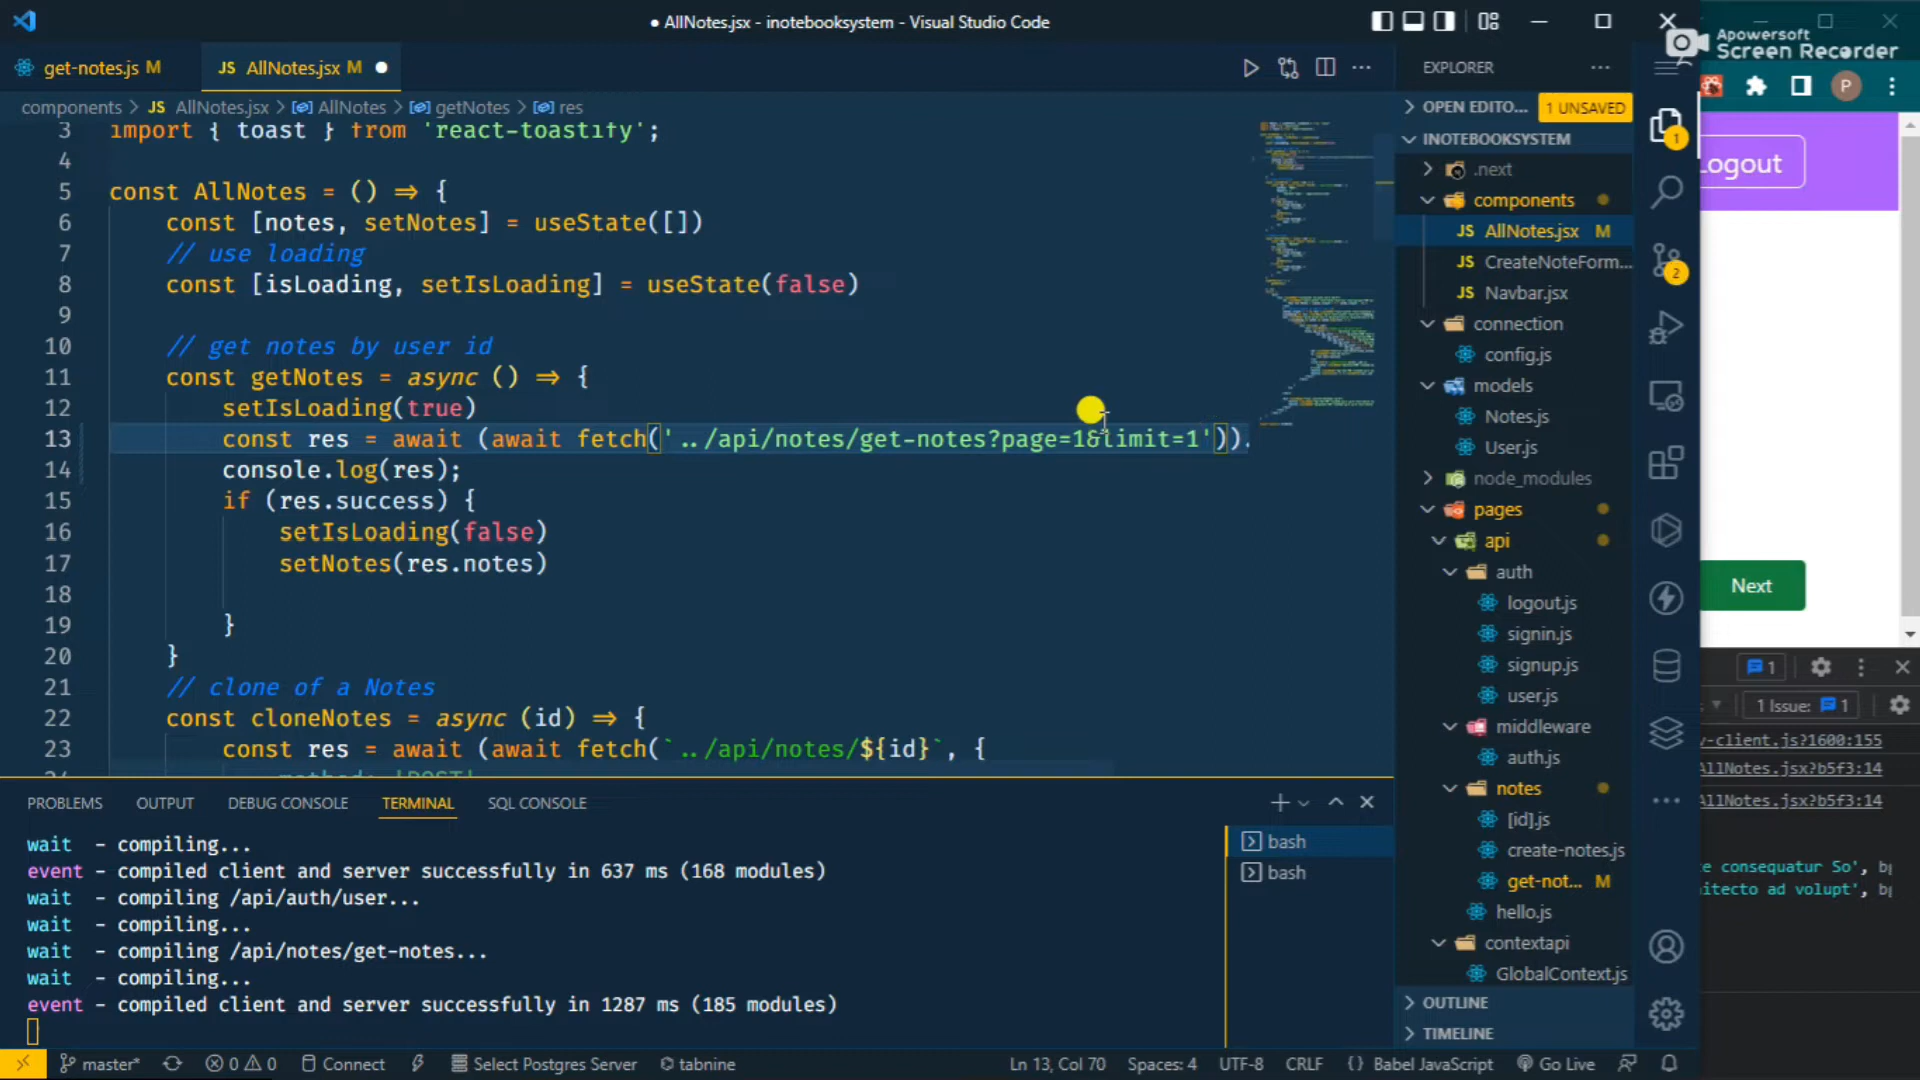 ● AllNotes.jsx - inotebooksystem - Visual Studio Code
Apowersoft
Screen Recorder
get-notes.js M
JS AllNotes.jsx M ●
EXPLORER
components > JS AllNotes.jsx > AllNotes > getNotes > res
OPEN EDITO... 1 UNSAVED
INOTEBOOKSYSTEM
3 import { toast } from 'react-toastify';
4
5 const AllNotes = () => {
6 const [notes, setNotes] = useState([])
7 // use loading
8 const [isLoading, setIsLoading] = useState(false)
9
10 // get notes by user id
11 const getNotes = async () => {
12 setIsLoading(true)
13 const res = await (await fetch('../api/notes/get-notes?page=1&limit=1')).
14 console.log(res);
15 if (res.success) {
16 setIsLoading(false)
17 setNotes(res.notes)
18
19 }
20 }
21 // clone of a Notes
22 const cloneNotes = async (id) => {
23 const res = await (await fetch(`../api/notes/${id}`, {
24 method: 'POST'
.next
components
JS AllNotes.jsx M
JS CreateNoteForm...
JS Navbar.jsx
connection
config.js
models
Notes.js
User.js
node_modules
pages
api
auth
logout.js
signin.js
signup.js
user.js
middleware
auth.js
notes
[id].js
create-notes.js
get-not... M
hello.js
contextapi
GlobalContext.js
OUTLINE
TIMELINE
1
2
P
Logout
Next
1
1 Issue: 1
-client.js?1600:155
AllNotes.jsx?b5f3:14
AllNotes.jsx?b5f3:14
consequatur So',
itecto ad volupt',
PROBLEMS OUTPUT DEBUG CONSOLE TERMINAL SQL CONSOLE
wait - compiling...
event - compiled client and server successfully in 637 ms (168 modules)
wait - compiling /api/auth/user...
wait - compiling...
wait - compiling /api/notes/get-notes...
wait - compiling...
event - compiled client and server successfully in 1287 ms (185 modules)
bash
bash
master* 0 0 Connect Select Postgres Server tabnine Ln 13, Col 70 Spaces: 4 UTF-8 CRLF {} Babel JavaScript Go Live